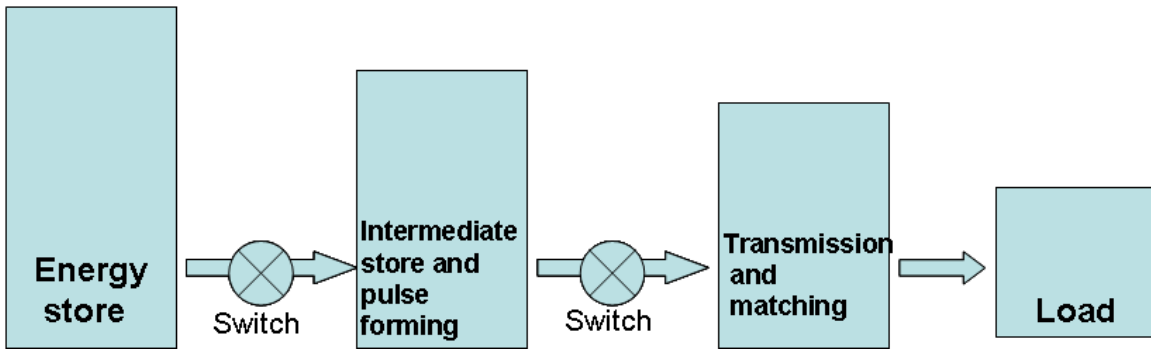 Energy
store
Switch
Intermediate
store and
pulse
forming
Switch
Transmission
and
matching
Load